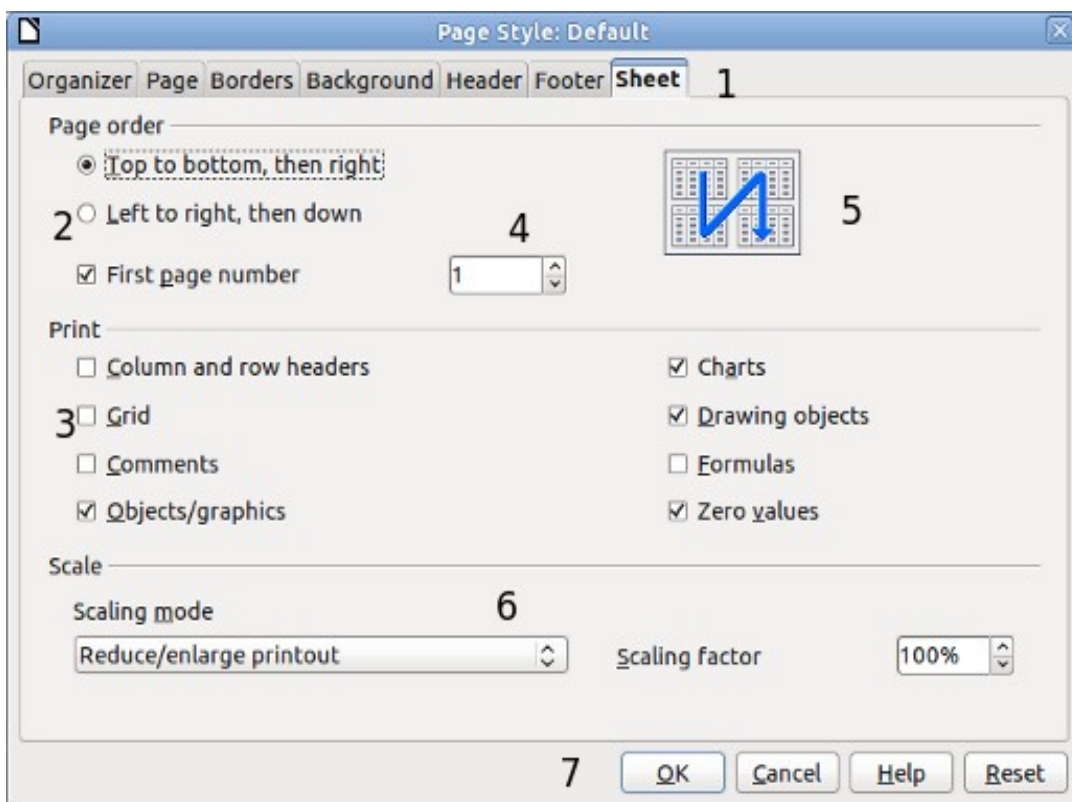 Page Style: Default
Organizer Page Borders Background Header Footer Sheet 1
Page order
Top to bottom, then right
2 Left to right, then down 4 5
First page number 1
Print
Column and row headers Charts
3 Grid Drawing objects
Comments Formulas
Objects/graphics Zero values
Scale
Scaling mode 6
Reduce/enlarge printout Scaling factor 100%
7 OK Cancel Help Reset